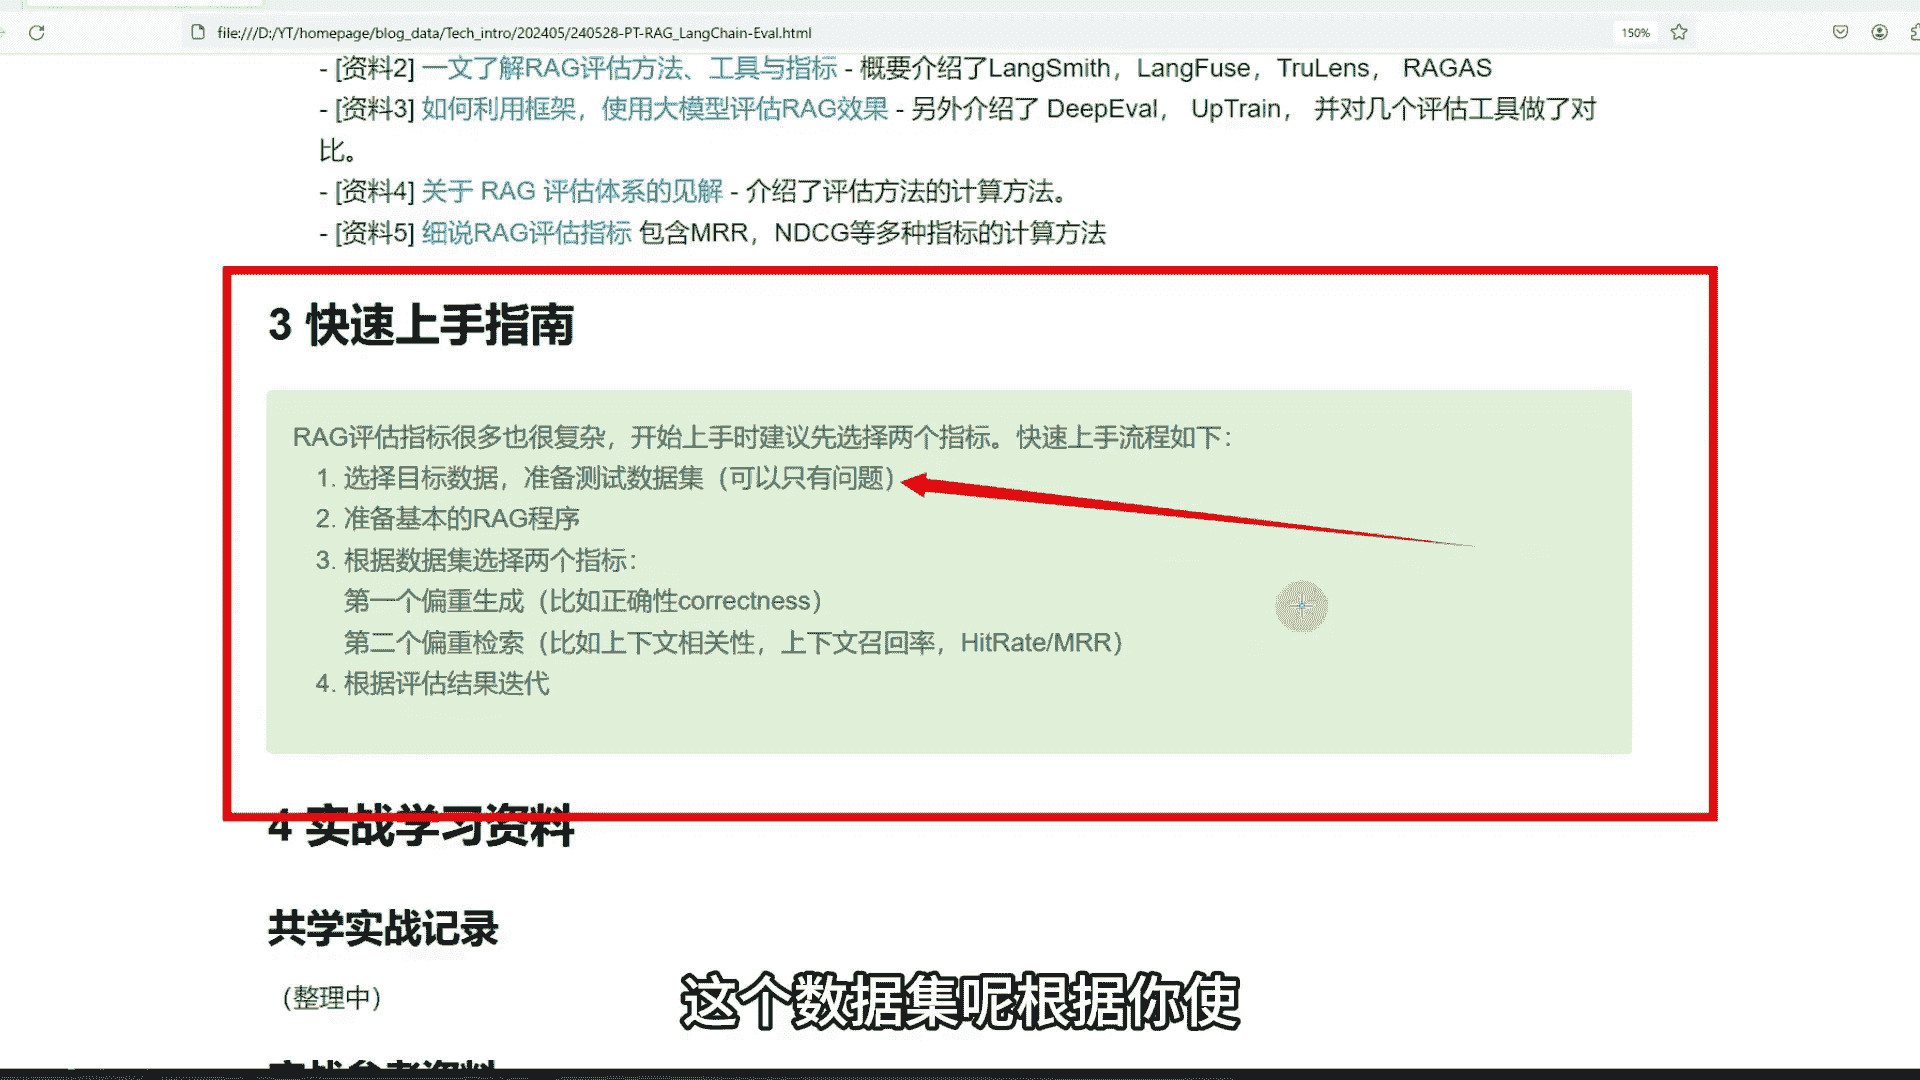 file:///D:/YT/homepage/blog_data/Tech_intro/202405/240528-PT-RAG_LangChain-Eval.html
150%
- [资料2] 一文了解RAG评估方法、工具与指标 - 概要介绍了LangSmith，LangFuse，TruLens， RAGAS
- [资料3] 如何利用框架，使用大模型评估RAG效果 - 另外介绍了 DeepEval， UpTrain， 并对几个评估工具做了对
比。
- [资料4] 关于 RAG 评估体系的见解 - 介绍了评估方法的计算方法。
- [资料5] 细说RAG评估指标 包含MRR，NDCG等多种指标的计算方法
3 快速上手指南
RAG评估指标很多也很复杂，开始上手时建议先选择两个指标。快速上手流程如下：
1. 选择目标数据，准备测试数据集（可以只有问题）
2. 准备基本的RAG程序
3. 根据数据集选择两个指标：
第一个偏重生成（比如正确性correctness）
第二个偏重检索（比如上下文相关性，上下文召回率，HitRate/MRR）
4. 根据评估结果迭代
4 实战学习资料
共学实战记录
（整理中）
这个数据集呢根据你使
实战参考资料